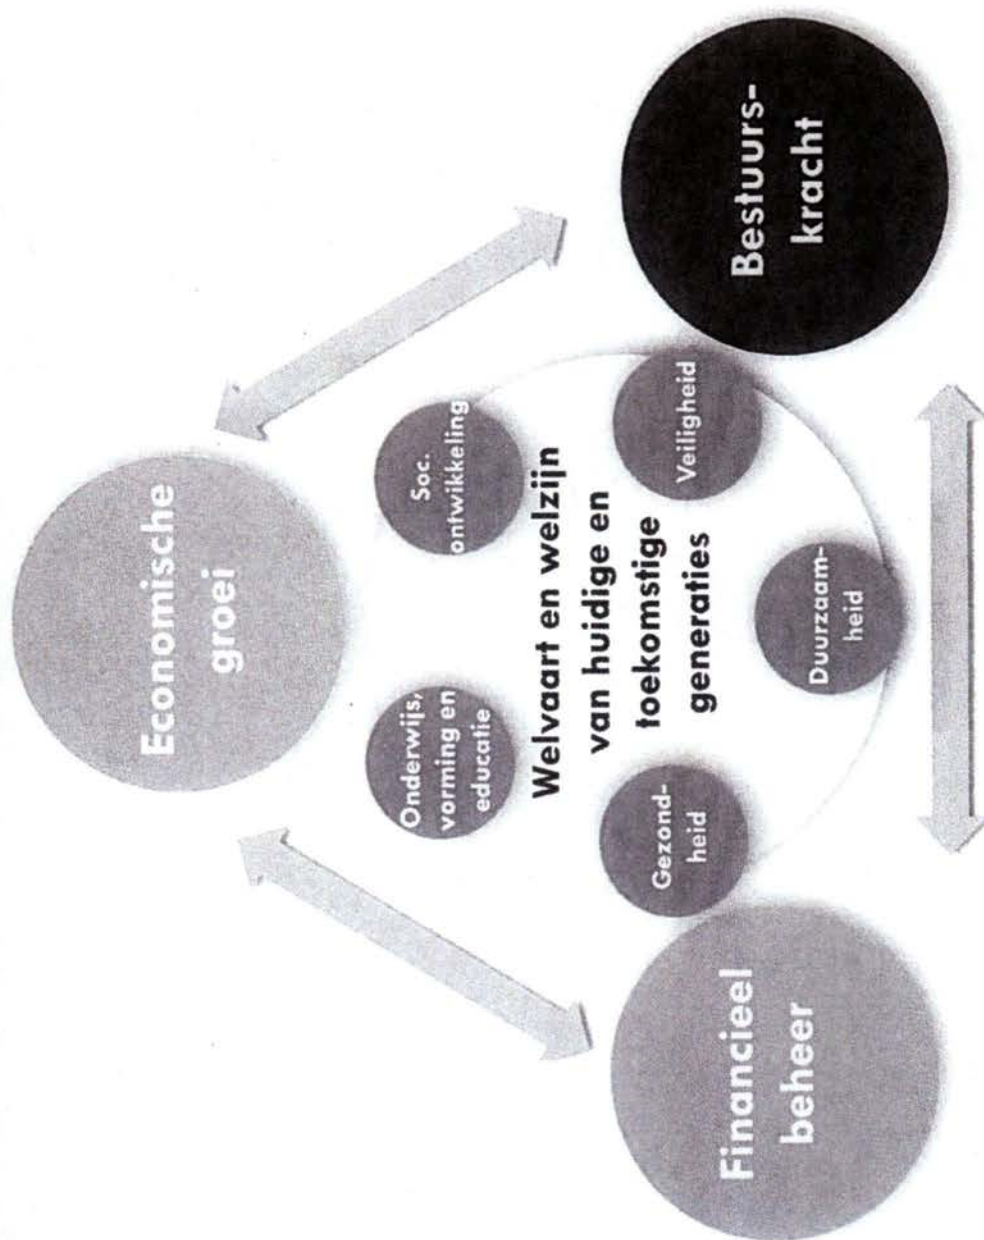 Economische
groei
Onderwijs,
vorming en
educatie
Soc.
ontwikkeling
Welvaart en welzijn
van huidige en
toekomstige
generaties
Gezond-
heid
Veiligheid
Duurzaam-
heid
Financieel
beheer
Bestuurs-
kracht